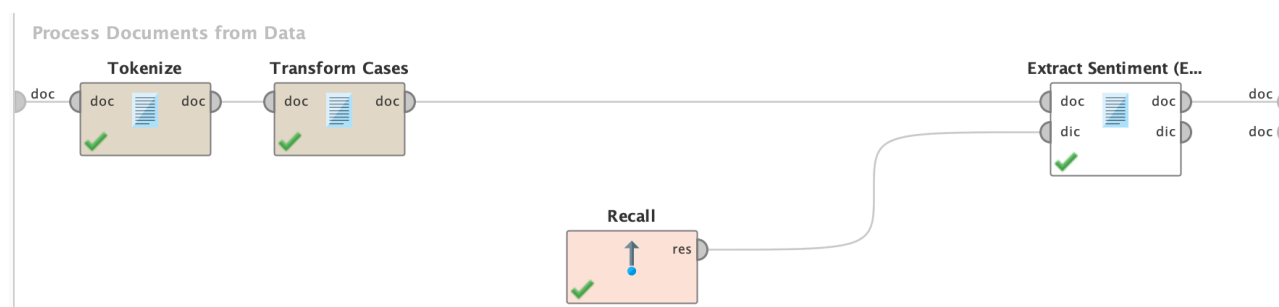 Process Documents from Data
Tokenize
Transform Cases
Extract Sentiment (E...
doc
doc
doc
doc
doc
doc
doc
doc
dic
dic
doc
Recall
res